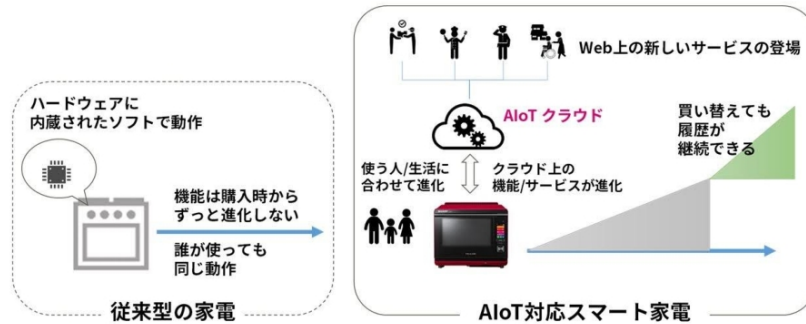 ハードウェアに
内蔵されたソフトで動作
機能は購入時から
ずっと進化しない
誰が使っても
同じ動作
従来型の家電
Web上の新しいサービスの登場
AIoT クラウド
使う人/生活に
合わせて進化
クラウド上の
機能/サービスが進化
買い替えても
履歴が
継続できる
AIoT対応スマート家電